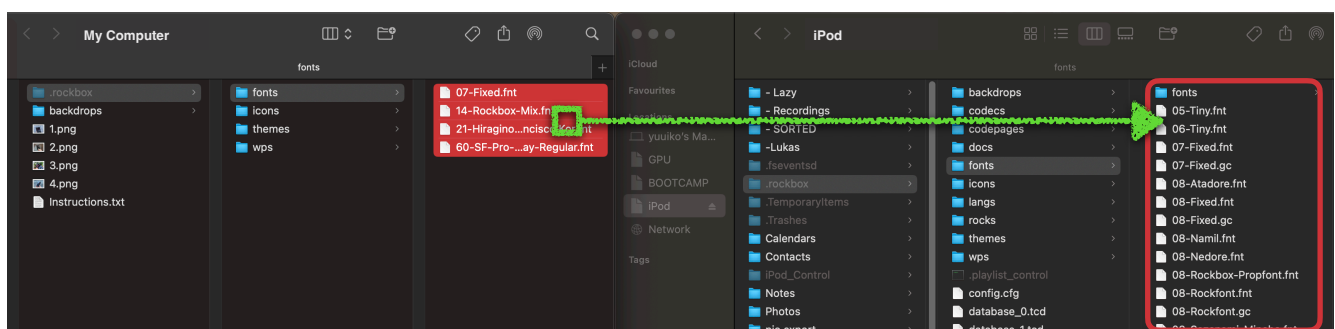 My Computer
fonts
.rockbox
backdrops
1.png
2.png
3.png
4.png
Instructions.txt
fonts
icons
themes
wps
07-Fixed.fnt
14-Rockbox-Mix.fn
21-Hiragino...ncisco
60-SF-Pro-...ay-Regular.fnt
iCloud
Favourites
yuuiko's Ma...
GPU
BOOTCAMP
iPod
Network
Tags
iPod
fonts
- Lazy
- Recordings
- SORTED
-Lukas
.fseventsd
.rockbox
.TemporaryItems
.Trashes
Calendars
Contacts
iPod_Control
Notes
Photos
backdrops
codecs
codepages
docs
fonts
icons
langs
rocks
themes
wps
.playlist_control
config.cfg
database_0.tcd
fonts
05-Tiny.fnt
06-Tiny.fnt
07-Fixed.fnt
07-Fixed.gc
08-Atadore.fnt
08-Fixed.fnt
08-Fixed.gc
08-Namil.fnt
08-Nedore.fnt
08-Rockbox-Propfont.fnt
08-Rockfont.fnt
08-Rockfont.gc